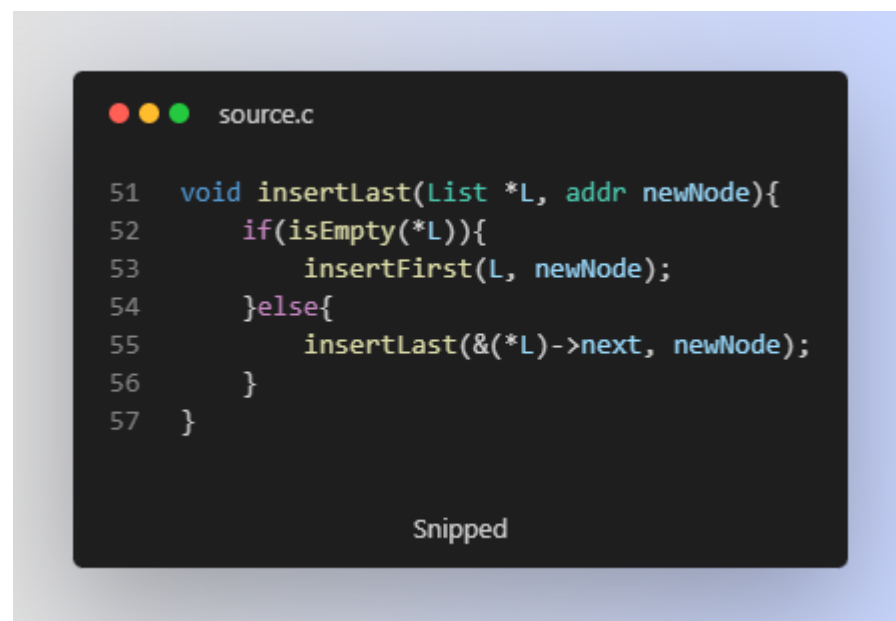 source.c
51 void insertLast(List *L, addr newNode){
52     if(isEmpty(*L)){
53         insertFirst(L, newNode);
54     }else{
55         insertLast(&(*L)->next, newNode);
56     }
57 }
Snipped